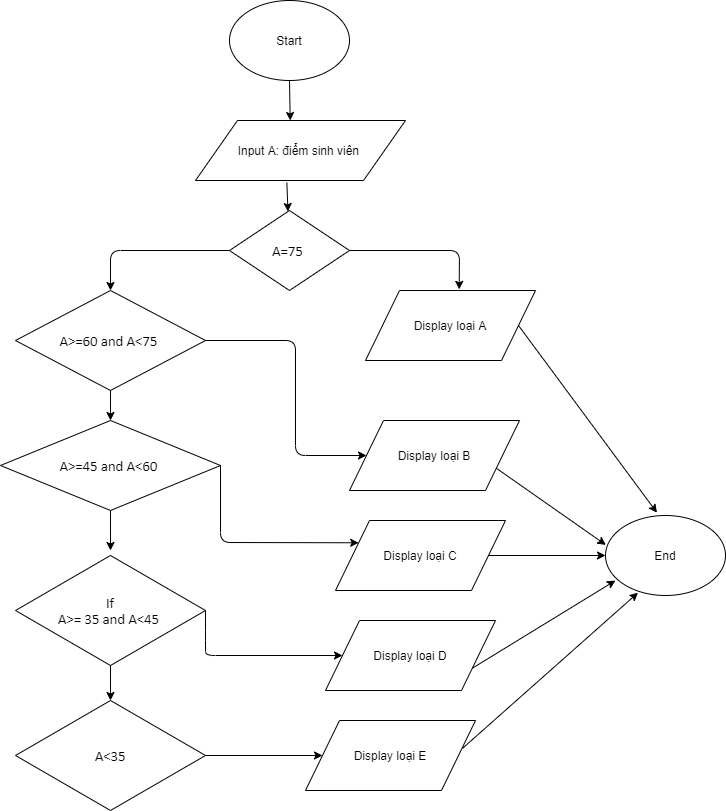 Start
Input A: điểm sinh viên
A=75
A>=60 and A<75
Display loại A
A>=45 and A<60
Display loại B
Display loại C
End
If
A>= 35 and A<45
Display loại D
A<35
Display loại E